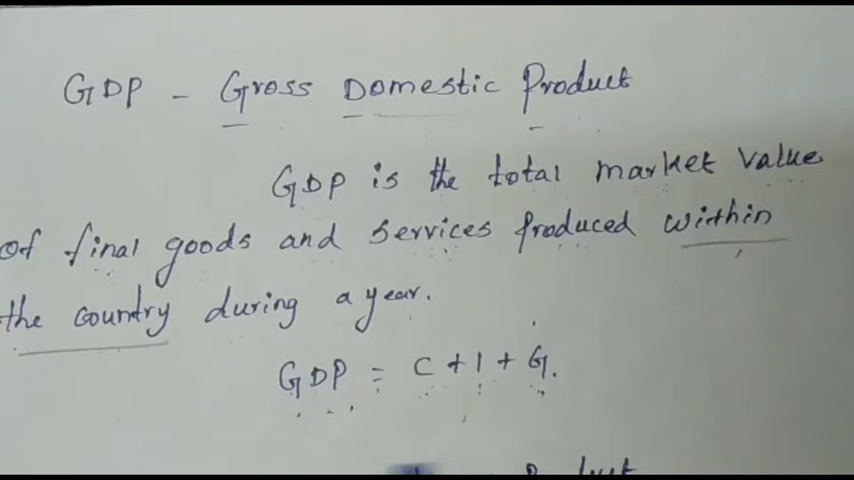 GDP - Gross Domestic Product
GDP is the total market value
of final goods and services produced within
the country during a year.
GDP = C + I + G.